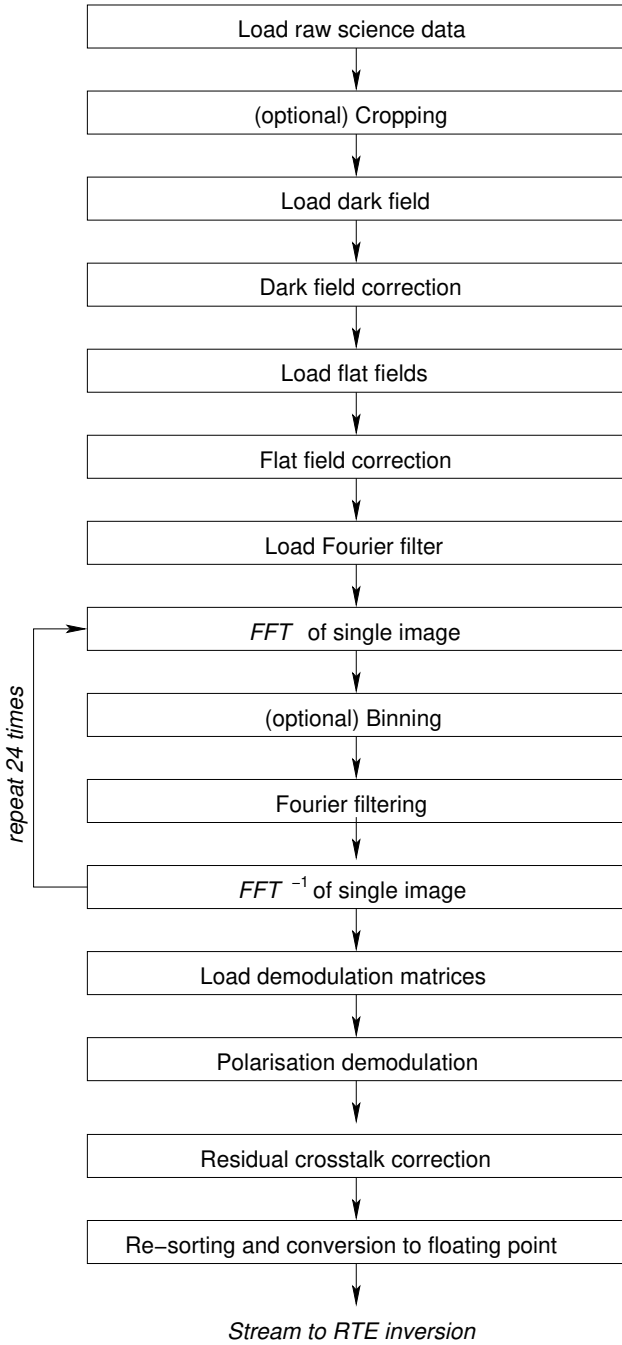 Load raw science data
(optional) Cropping
Load dark field
Dark field correction
Load flat fields
Flat field correction
Load Fourier filter
FFT of single image
(optional) Binning
Fourier filtering
FFT −1 of single image
repeat 24 times
Load demodulation matrices
Polarisation demodulation
Residual crosstalk correction
Re−sorting and conversion to floating point
Stream to RTE inversion